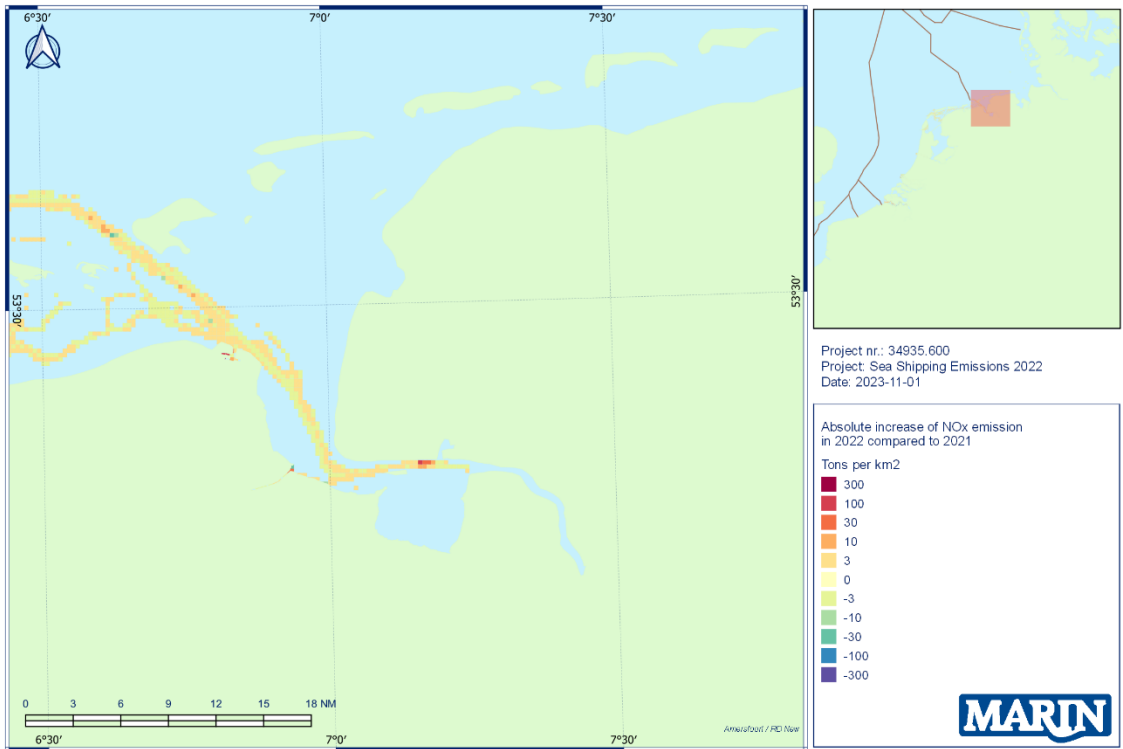 6°30'
7°0'
7°30'
53°30'
53°30'
0 3 6 9 12 15 18 NM
Amersfoort / RD New
6°30'
7°0'
7°30'
Project nr.: 34935.600
Project: Sea Shipping Emissions 2022
Date: 2023-11-01
Absolute increase of NOx emission
in 2022 compared to 2021
Tons per km2
300
100
30
10
3
0
-3
-10
-30
-100
-300
MARIN